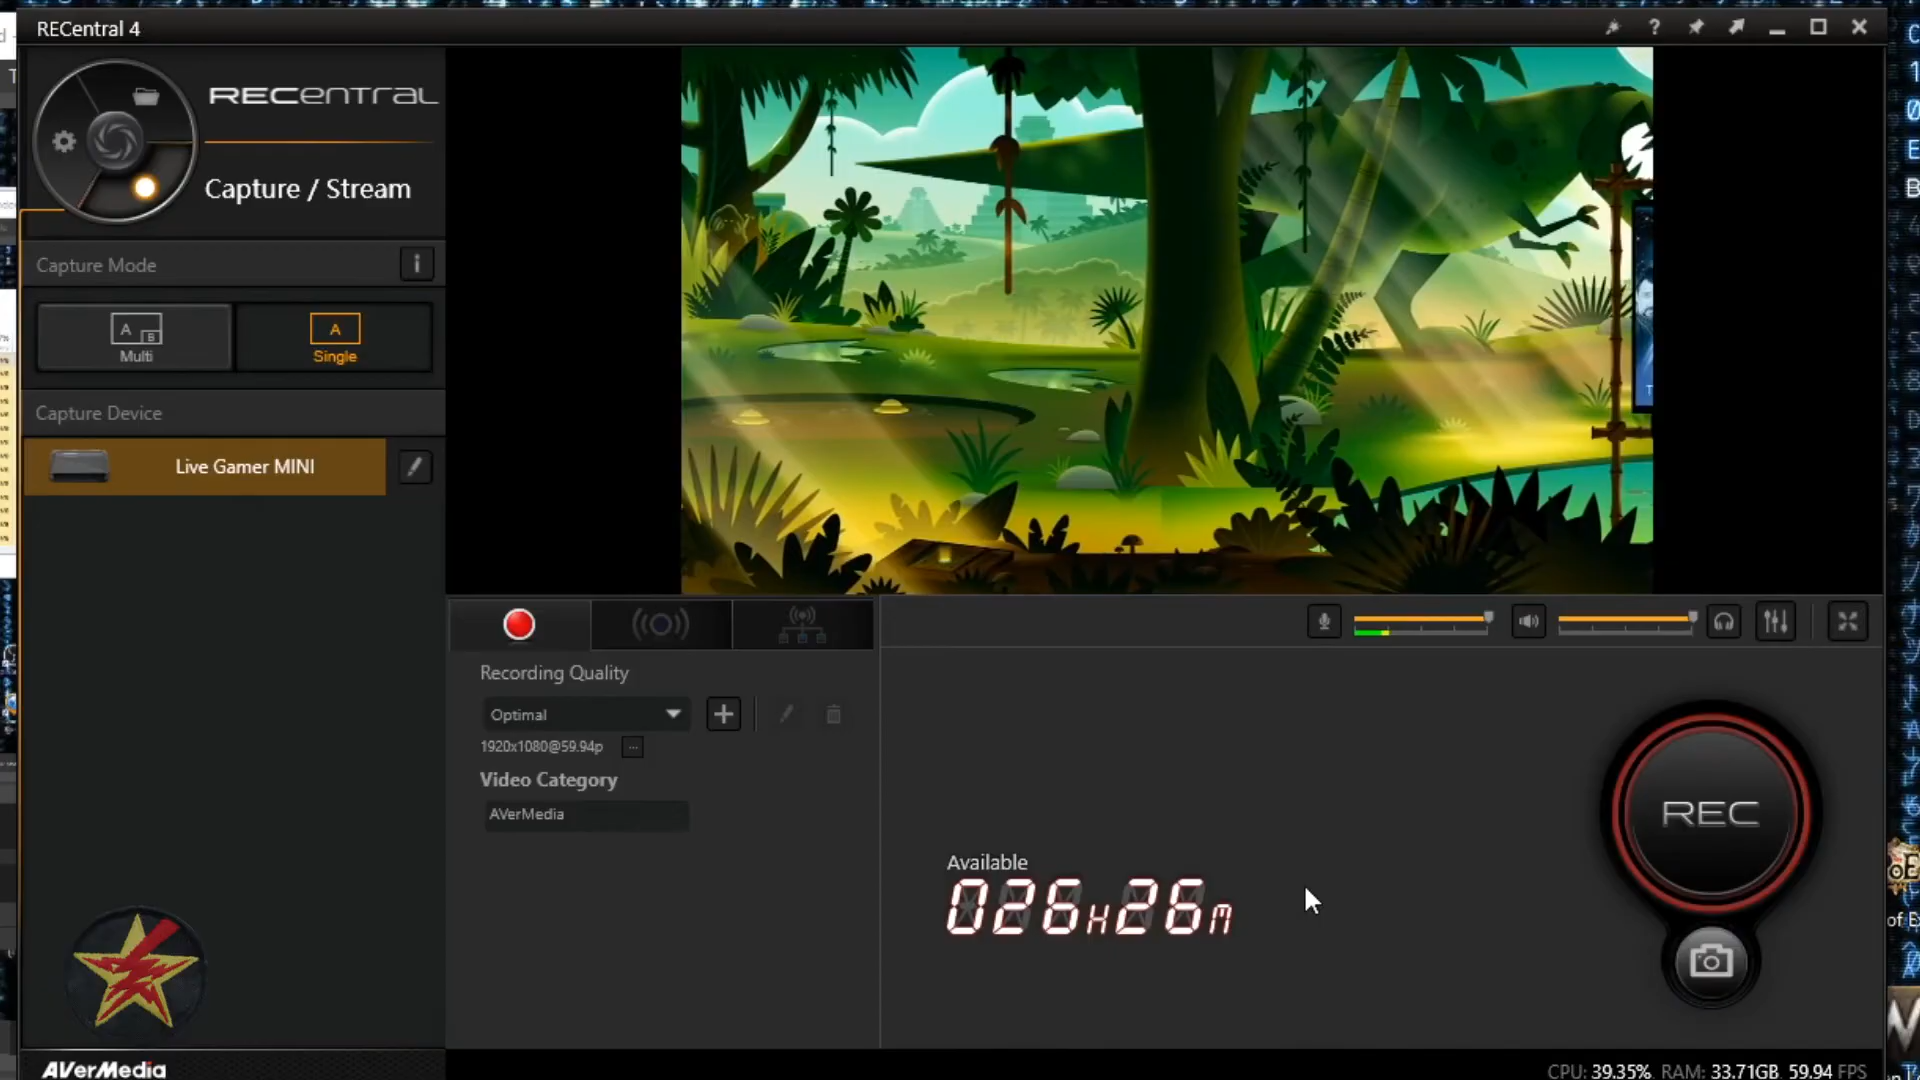 RECentral 4
RECentral
Capture / Stream
Capture Mode
i
A B
Multi
A
Single
Capture Device
Live Gamer MINI
Recording Quality
Optimal
1920x1080@59.94p
...
Video Category
AVerMedia
Available
026H26M
REC
AVerMedia
CPU: 39.35% RAM: 33.71GB 59.94 FPS